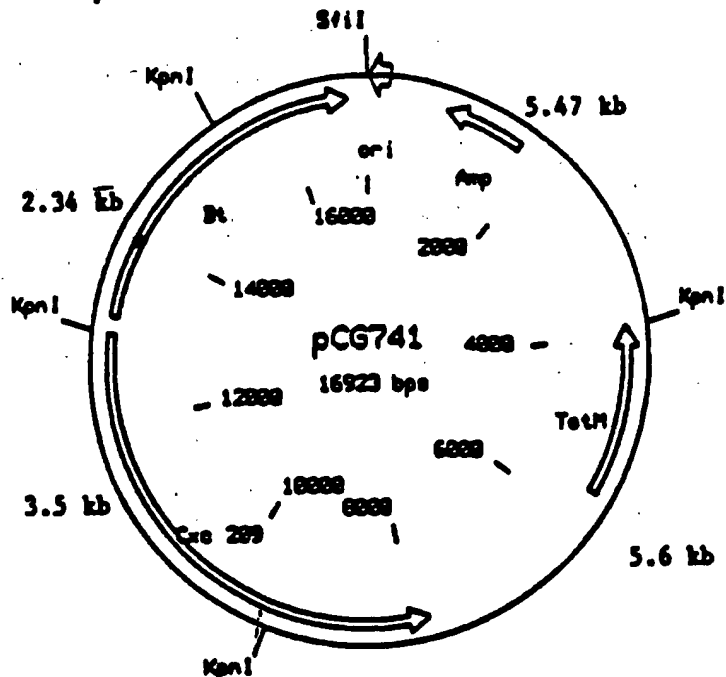 SfiI
KpnI
5.47 kb
ori
Amp
2.34 kb
Bt
16000
2000
14000
KpnI
KpnI
pCG741
4000
16923 bps
12000
TetM
6000
10000
8000
3.5 kb
Cxe 209
5.6 kb
KpnI